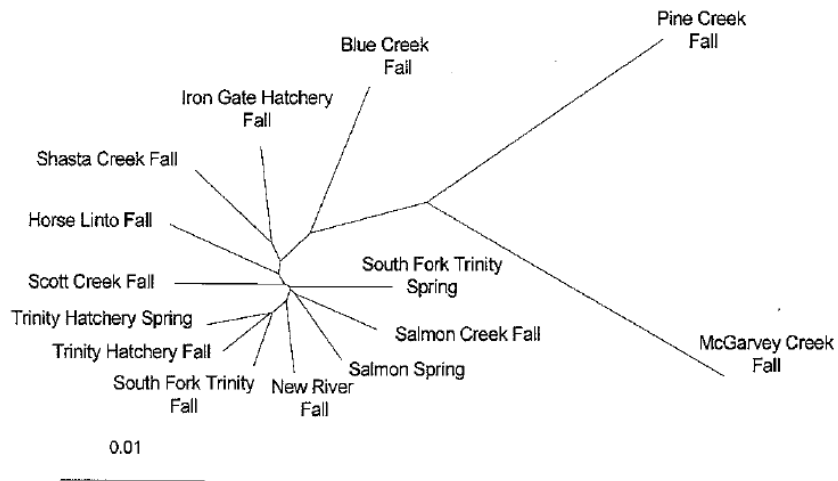 Pine Creek
Fall
Blue Creek
Fall
Iron Gate Hatchery
Fall
Shasta Creek Fall
Horse Linto Fall
Scott Creek Fall
South Fork Trinity
Spring
Trinity Hatchery Spring
Salmon Creek Fall
Trinity Hatchery Fall
Salmon Spring
McGarvey Creek
Fall
South Fork Trinity
Fall
New River
Fall
0.01